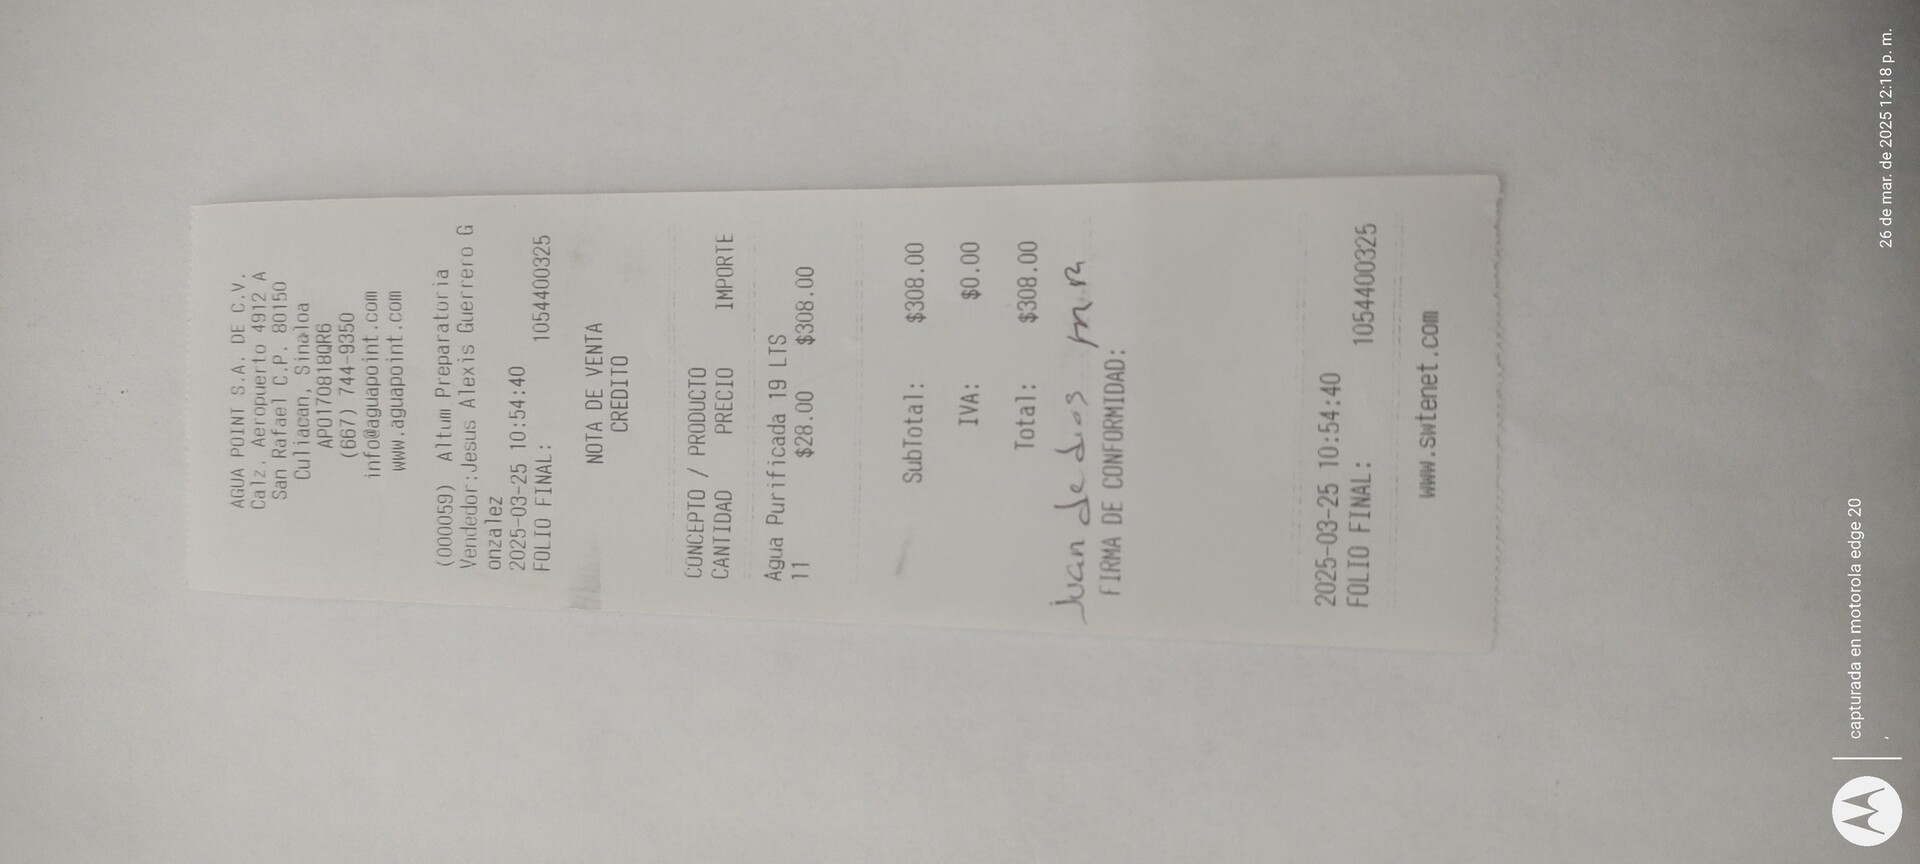 AGUA POINT S.A. DE C.V.
Calz. Aeropuerto 4912 A
San Rafael C.P. 80150
Culiacan, Sinaloa
APO170818QR6
(667) 744-9350
info@aguapoint.com
www.aguapoint.com
(000059) Altum Preparatoria
Vendedor:Jesus Alexis Guerrero G
onzalez
2025-03-25 10:54:40
FOLIO FINAL: 1054400325
NOTA DE VENTA
CREDITO
CONCEPTO / PRODUCTO
CANTIDAD PRECIO IMPORTE
Agua Purificada 19 LTS
11 $28.00 $308.00
SubTotal: $308.00
IVA: $0.00
Total: $308.00
Juan de dios m.R
FIRMA DE CONFORMIDAD:
2025-03-25 10:54:40
FOLIO FINAL: 1054400325
www.swtenet.com
capturada en motorola edge 20
, 26 de mar. de 2025 12:18 p. m.